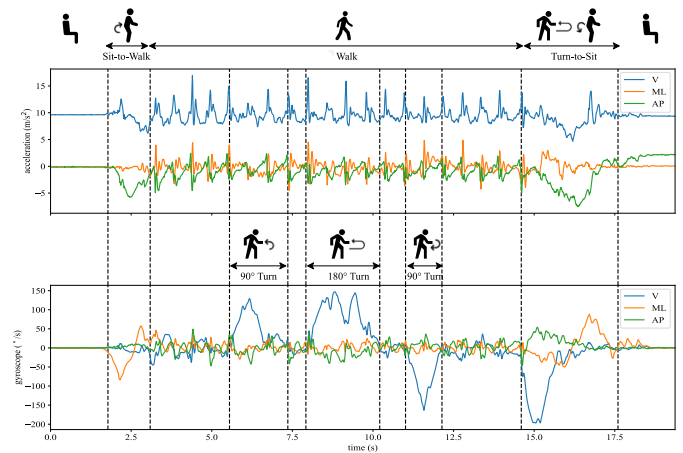 Sit-to-Walk
Walk
Turn-to-Sit
15
10
5
0
−5
acceleration (m/s²)
V
ML
AP
90° Turn
180° Turn
90° Turn
150
100
50
0
−50
−100
−150
−200
gyroscope (°/s)
V
ML
AP
0.0 2.5 5.0 7.5 10.0 12.5 15.0 17.5
time (s)